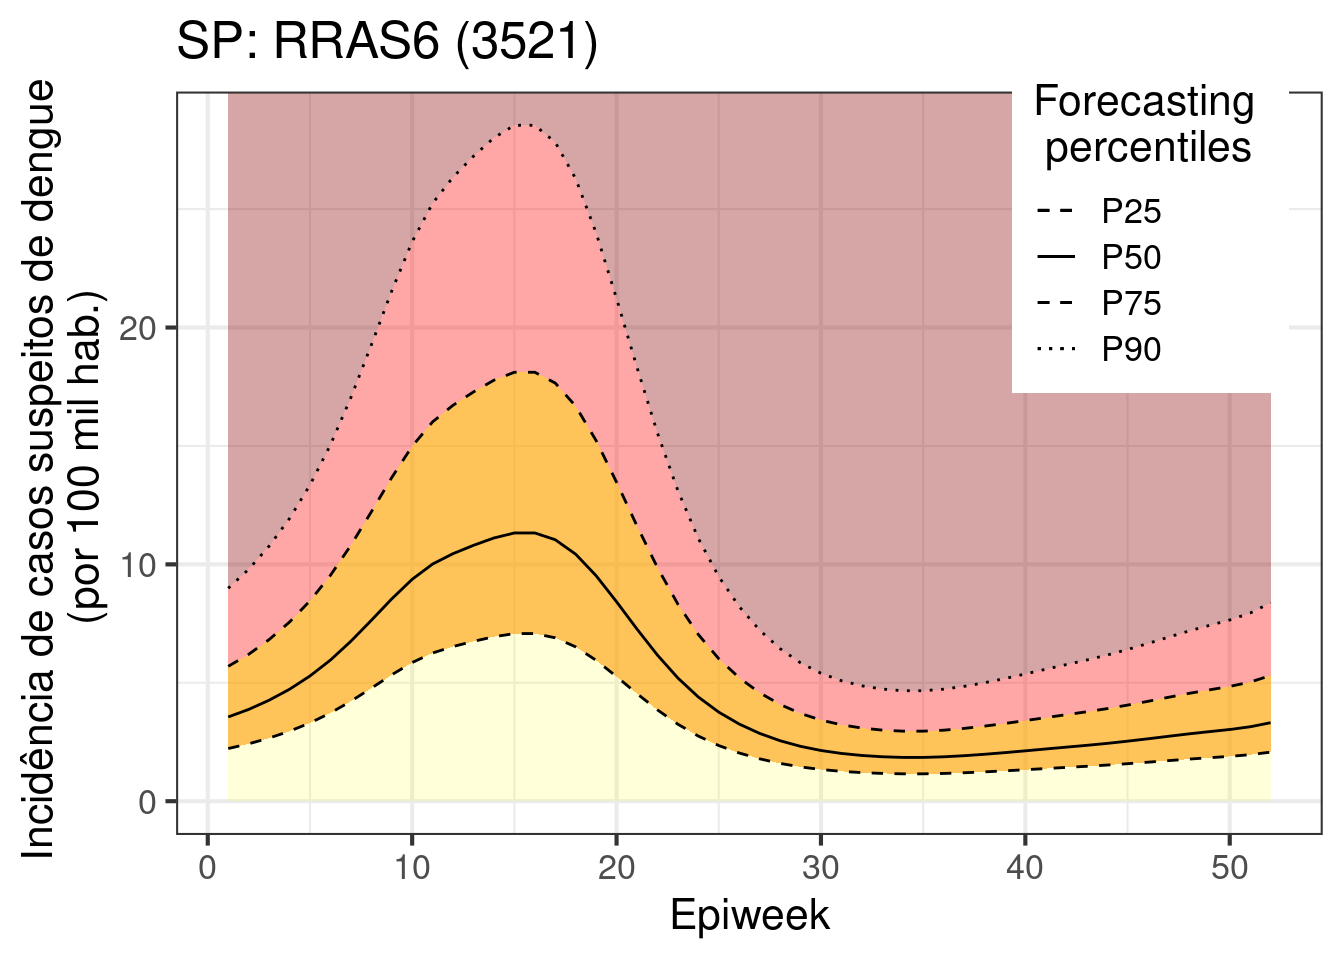 SP: RRAS6 (3521)
Incidência de casos suspeitos de dengue
(por 100 mil hab.)
20
10
0
Forecasting
percentiles
P25
P50
P75
P90
0 10 20 30 40 50
Epiweek